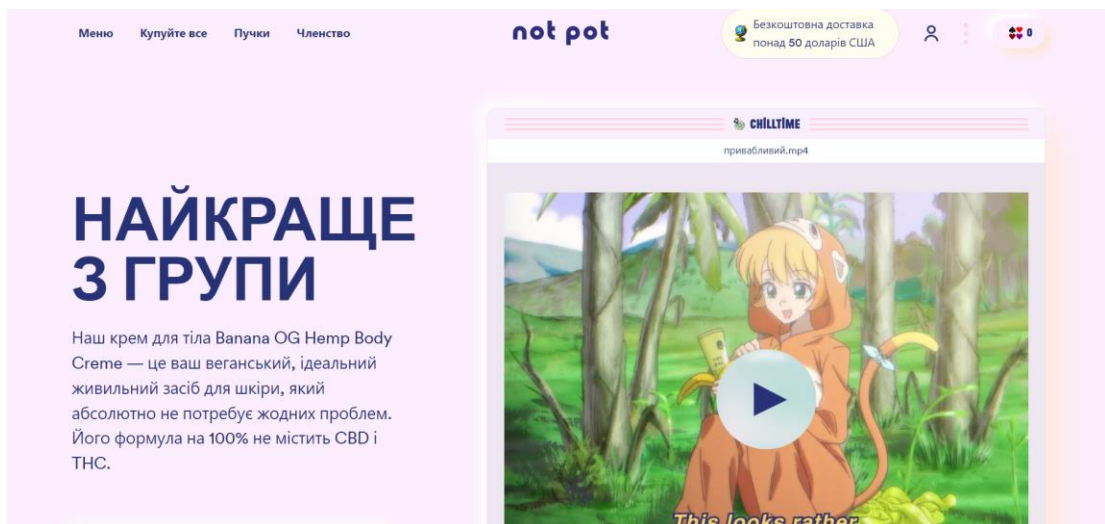 Меню Купуйте все Пучки Членство
not pot
Безкоштовна доставка
понад 50 доларів США
0
CHILLTIME
привабливий.mp4
НАЙКРАЩЕ
З ГРУПИ
Наш крем для тіла Banana OG Hemp Body
Creme — це ваш веганський, ідеальний
живильний засіб для шкіри, який
абсолютно не потребує жодних проблем.
Його формула на 100% не містить CBD і
THC.
This looks rather